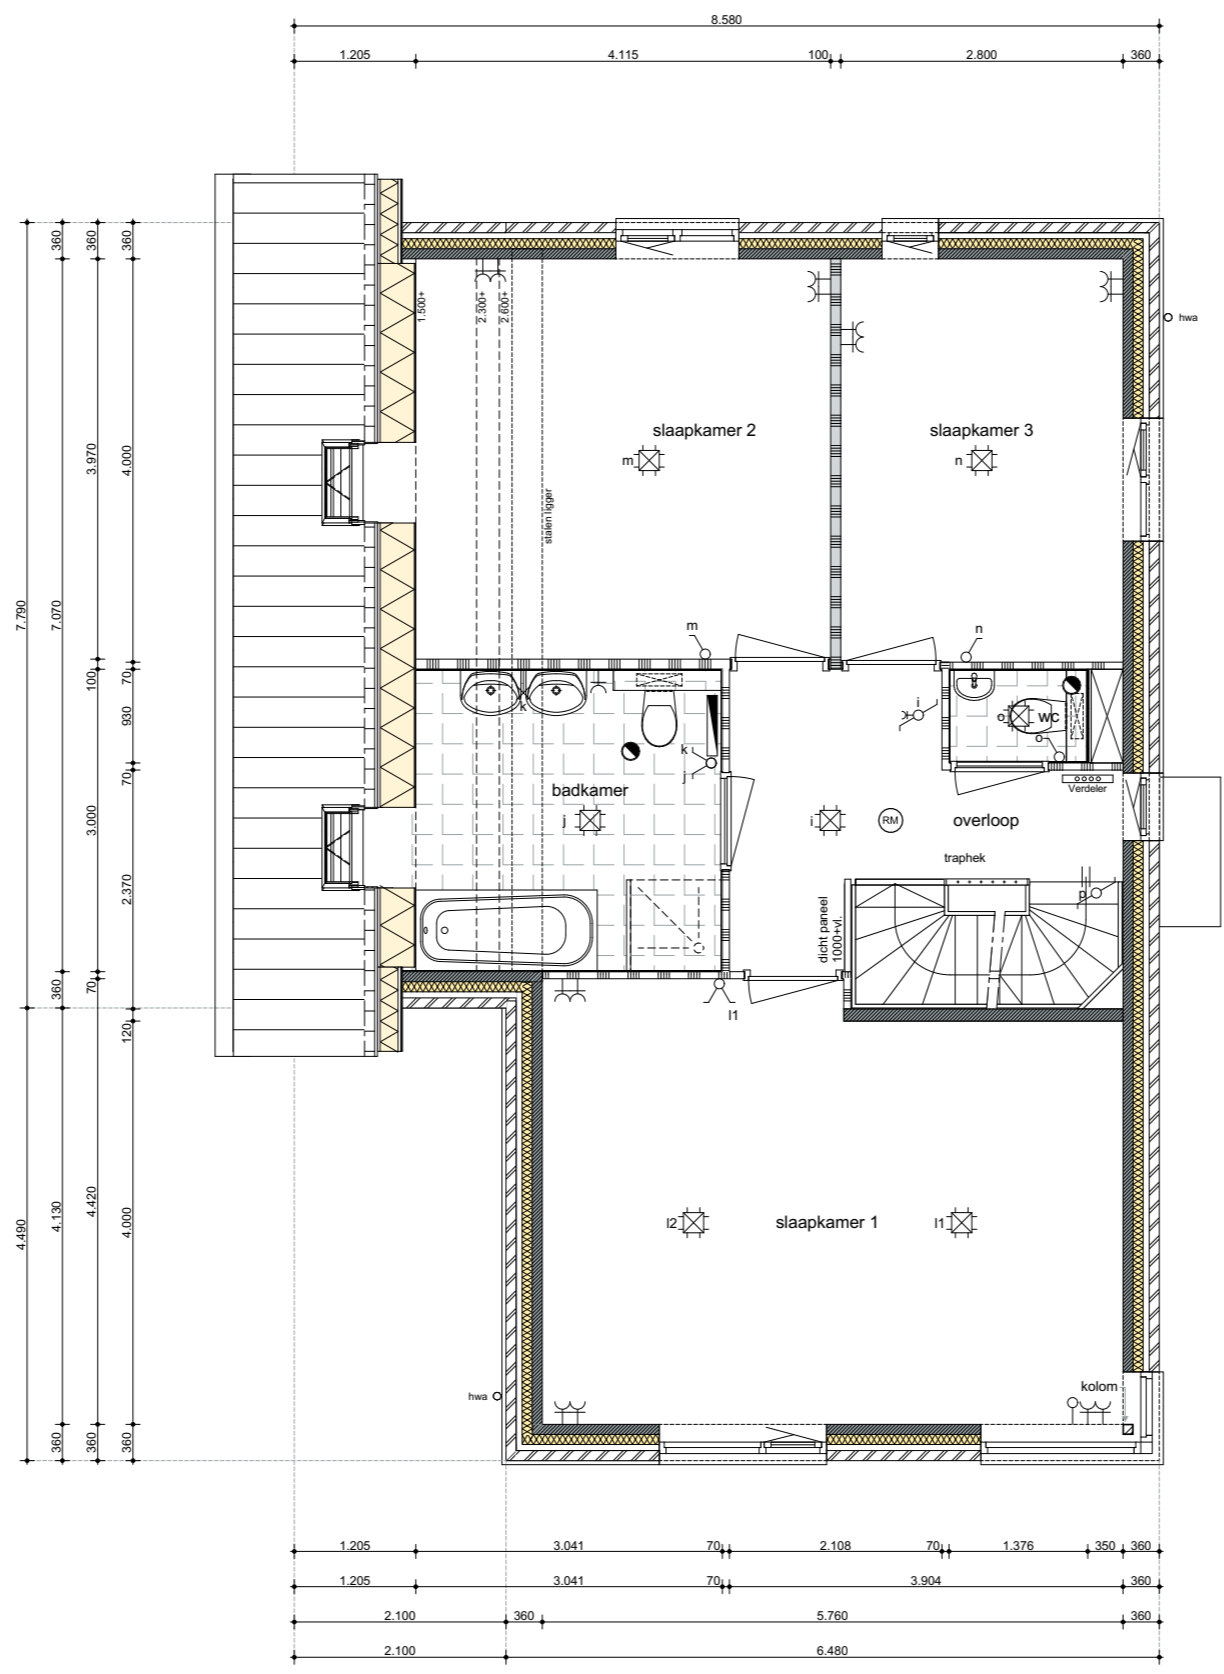 8.580
1.205 4.115 100 2.800 360
360 360 360 360
1.500+ 2.300+ 2.600+
hwa
slaapkamer 2 slaapkamer 3
m n
3.970 4.000
stalen ligger
7.790 7.070
m n
100 70
k i k
o WC
930
o
k
j
70
Verdeler
badkamer
j i RM overloop
3.000
traphek
2.370
p
dicht paneel
1000+vl.
360 70
l1
120
4.490 4.130 4.420 4.000
l2 slaapkamer 1 l1
kolom
hwa
360 360 360
1.205 3.041 70 2.108 70 1.376 350 360
1.205 3.041 70 3.904 360
2.100 360 5.760 360
2.100 6.480